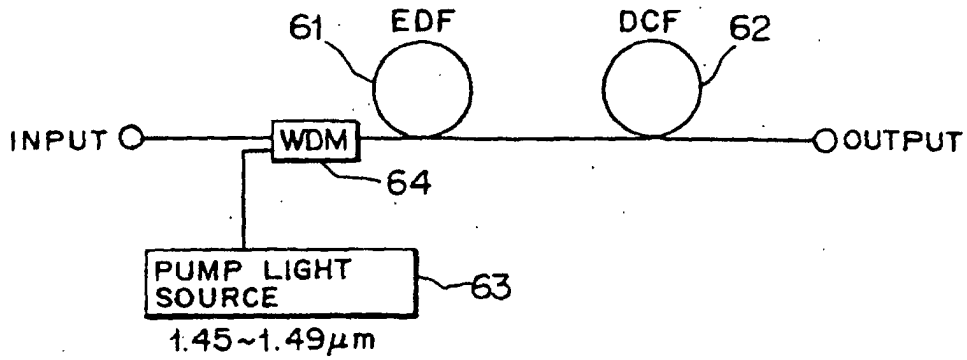 61
EDF
DCF
62
INPUT
WDM
OUTPUT
64
PUMP LIGHT
SOURCE
63
1.45~1.49μm